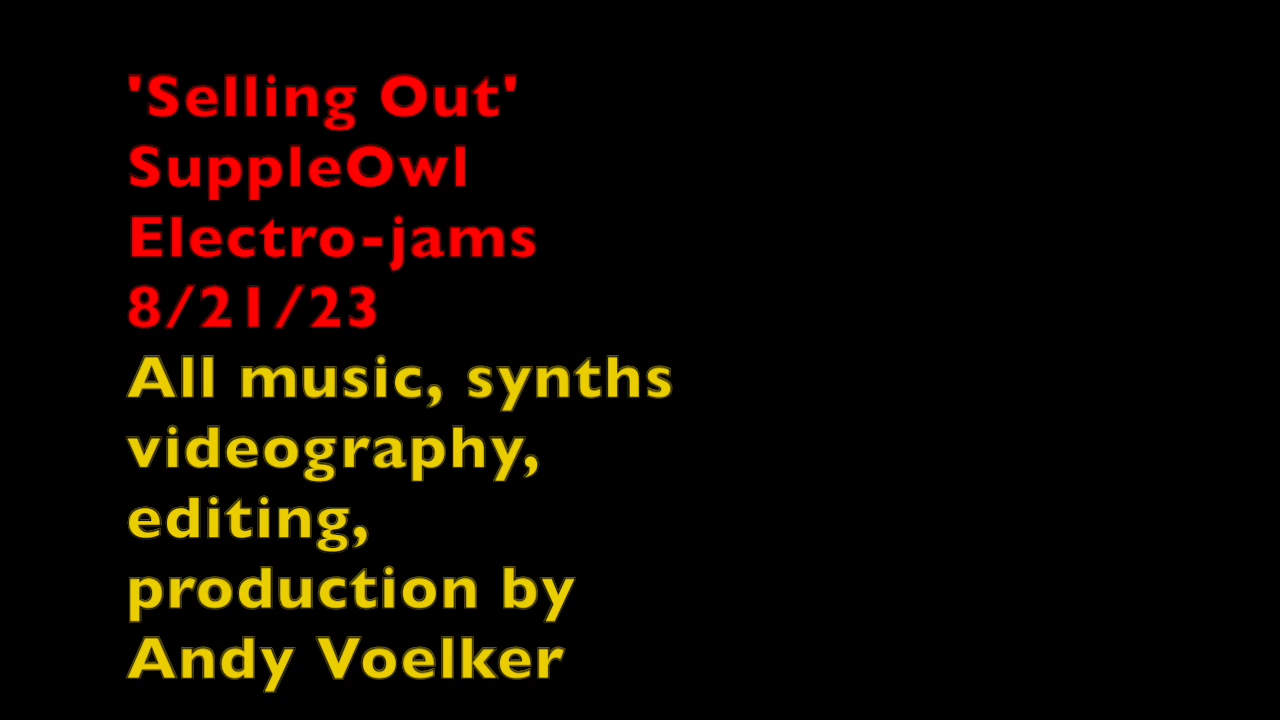 'Selling Out'
SuppleOwl
Electro-jams
8/21/23
All music, synths
videography,
editing,
production by
Andy Voelker